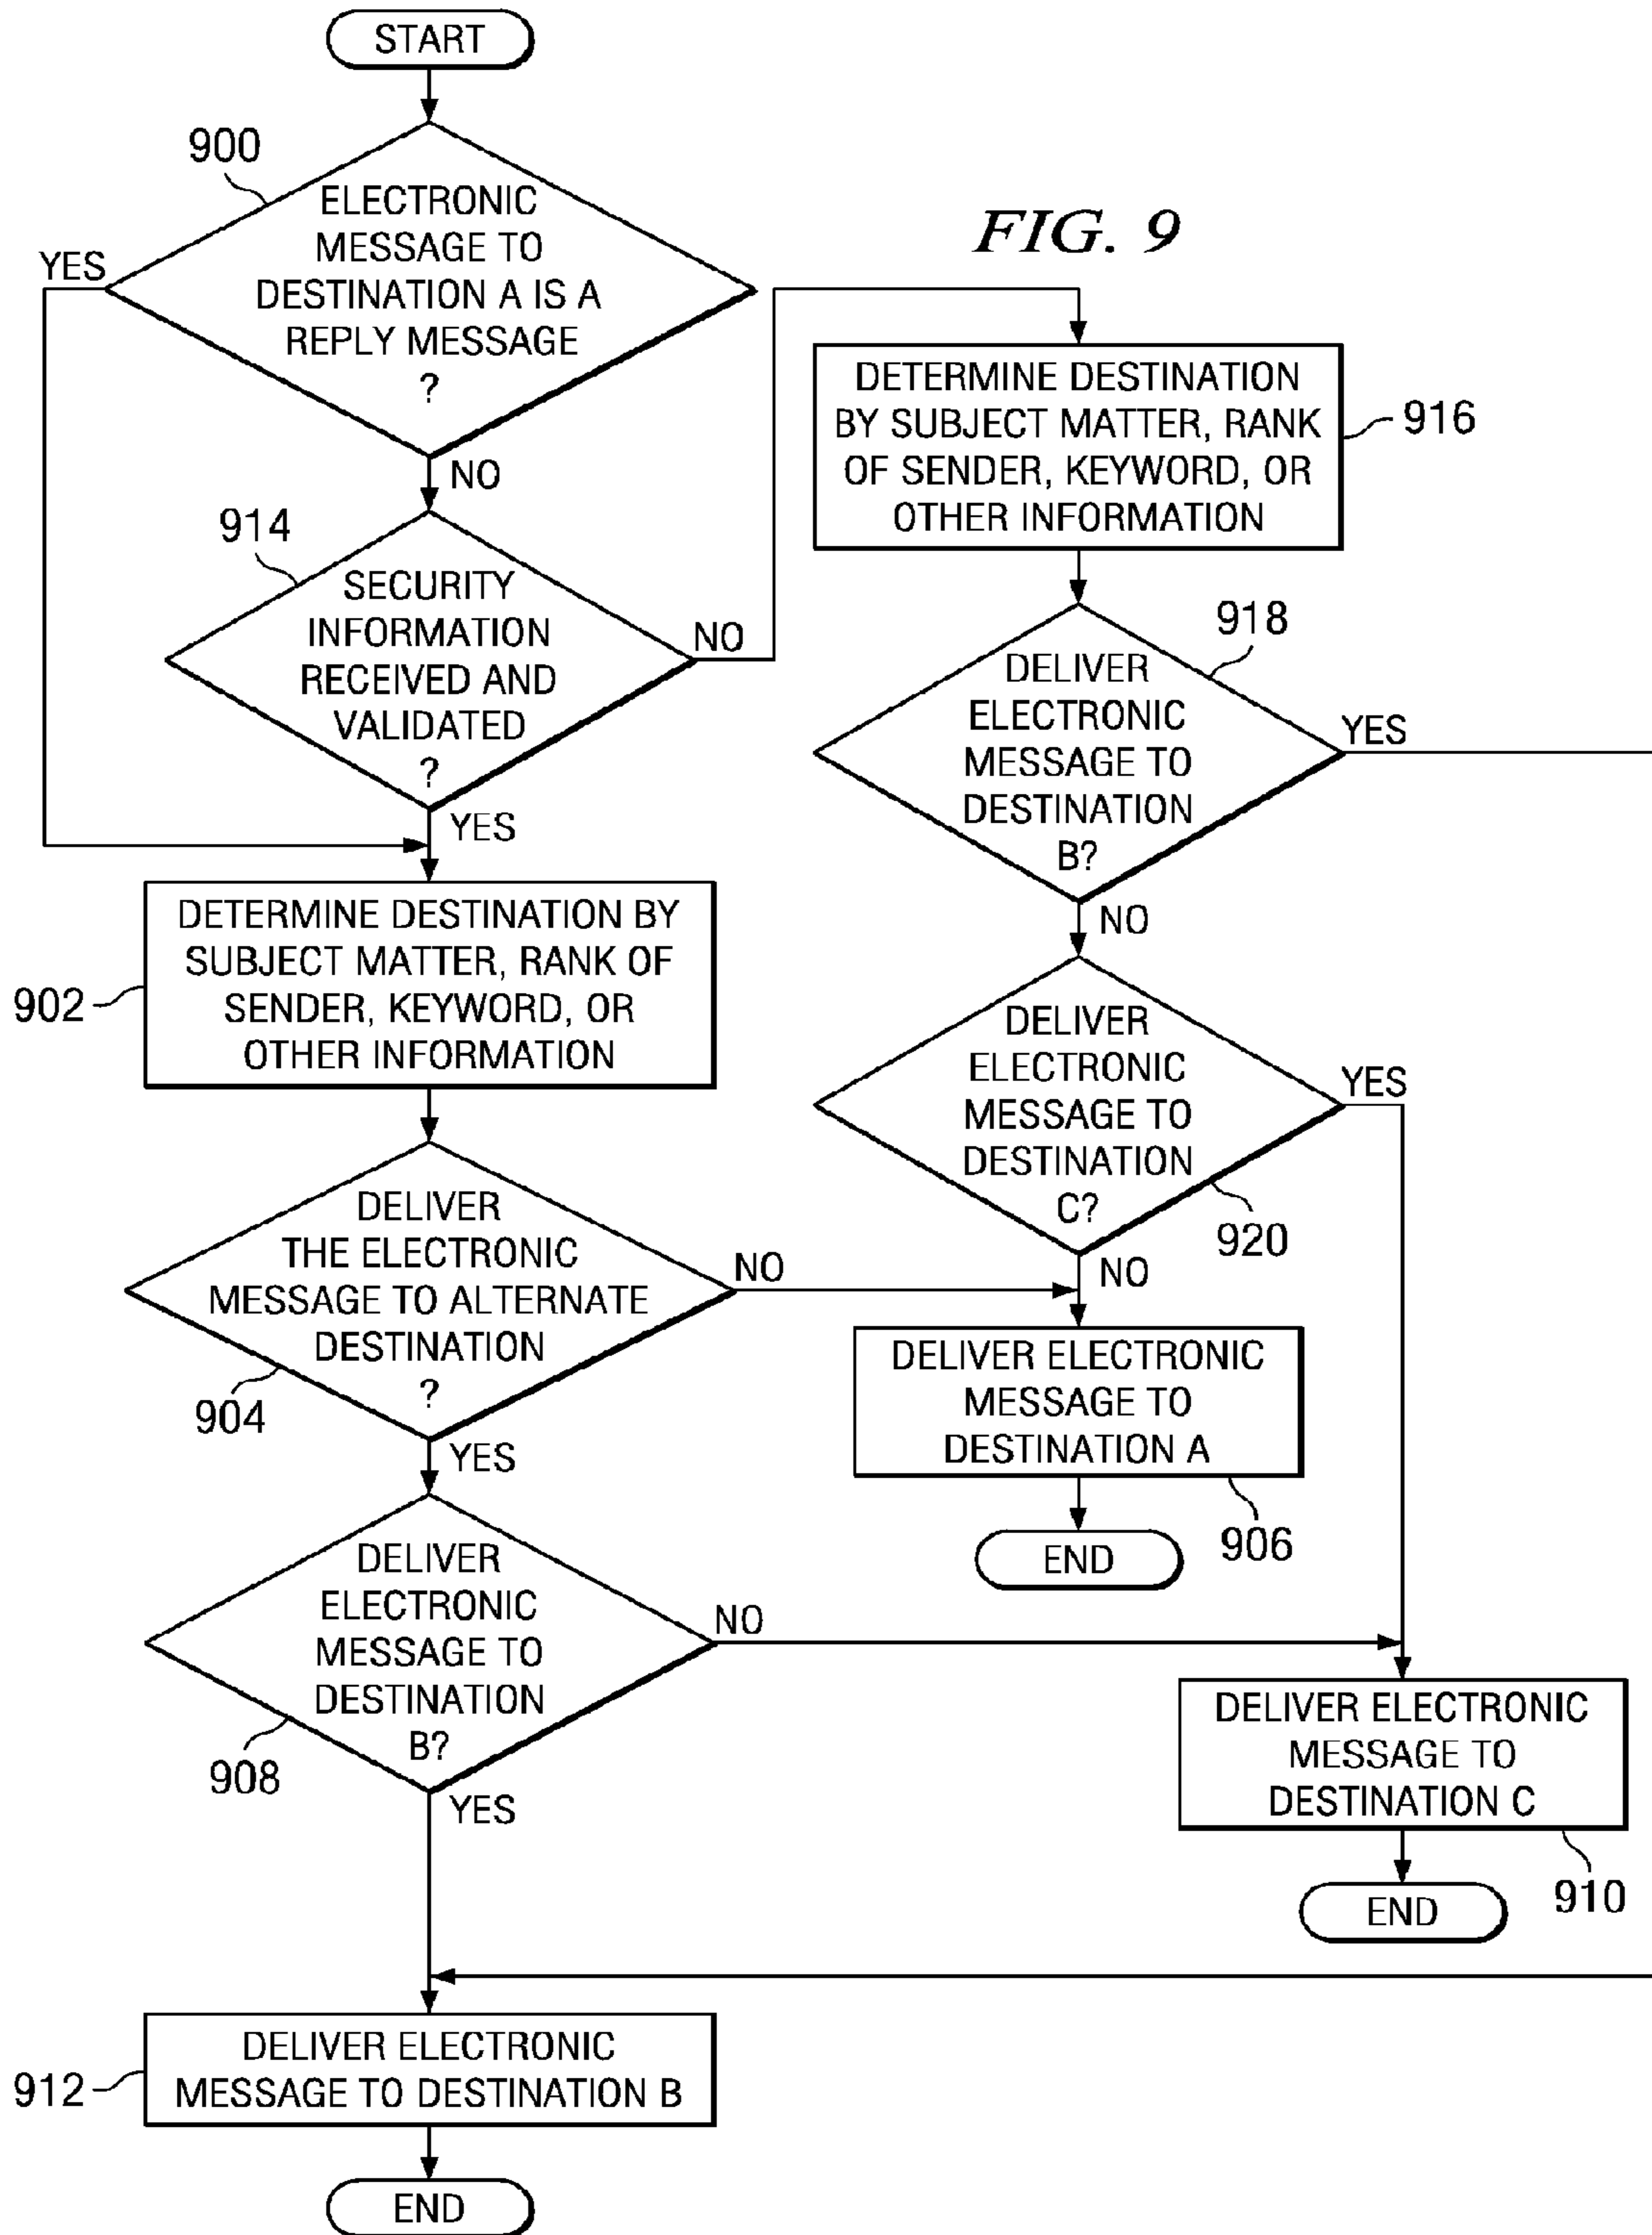 START
900
ELECTRONIC
MESSAGE TO
DESTINATION A IS A
REPLY MESSAGE
?
YES
NO
FIG. 9
914
SECURITY
INFORMATION
RECEIVED AND
VALIDATED
?
NO
YES
902
DETERMINE DESTINATION BY
SUBJECT MATTER, RANK OF
SENDER, KEYWORD, OR
OTHER INFORMATION
DELIVER
THE ELECTRONIC
MESSAGE TO ALTERNATE
DESTINATION
?
904
NO
YES
DELIVER
ELECTRONIC
MESSAGE TO
DESTINATION
B?
908
NO
YES
912
DELIVER ELECTRONIC
MESSAGE TO DESTINATION B
END
DETERMINE DESTINATION
BY SUBJECT MATTER, RANK
OF SENDER, KEYWORD, OR
OTHER INFORMATION
916
918
DELIVER
ELECTRONIC
MESSAGE TO
DESTINATION
B?
YES
NO
DELIVER
ELECTRONIC
MESSAGE TO
DESTINATION
C?
YES
920
NO
DELIVER ELECTRONIC
MESSAGE TO
DESTINATION A
906
END
DELIVER ELECTRONIC
MESSAGE TO
DESTINATION C
910
END